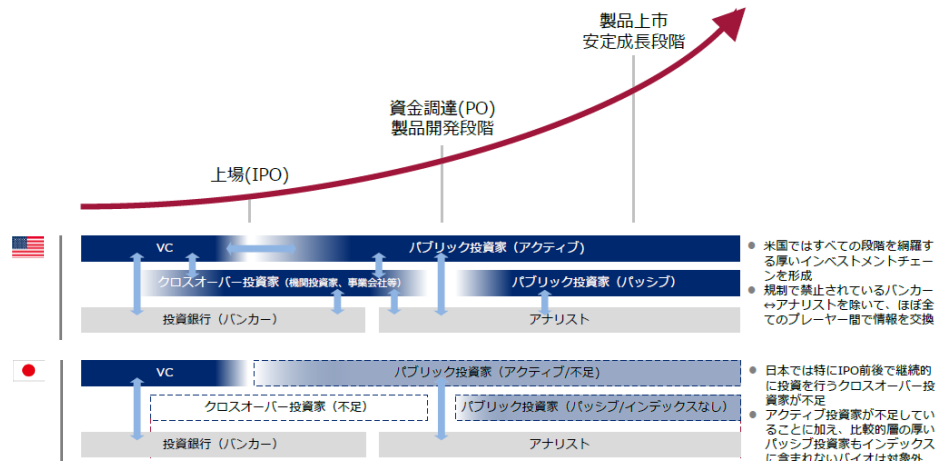 製品上市
安定成長段階
資金調達(PO)
製品開発段階
上場(IPO)
VC
パブリック投資家（アクティブ)
クロスオーバー投資家（機関投資家、事業会社等）
パブリック投資家（パッシブ）
投資銀行（バンカー）
アナリスト
● 米国ではすべての段階を網羅す
る厚いインベストメントチェー
ンを形成
● 規制で禁止されているバンカー
↔アナリストを除いて、ほぼ全
てのプレーヤー間で情報を交換
VC
パブリック投資家（アクティブ/不足)
クロスオーバー投資家（不足）
パブリック投資家（パッシブ/インデックスなし）
投資銀行（バンカー）
アナリスト
● 日本では特にIPO前後で継続的
に投資を行うクロスオーバー投
資家が不足
● アクティブ投資家が不足してい
ることに加え、比較的層の厚い
パッシブ投資家もインデックス
に含まれないバイオは対象外